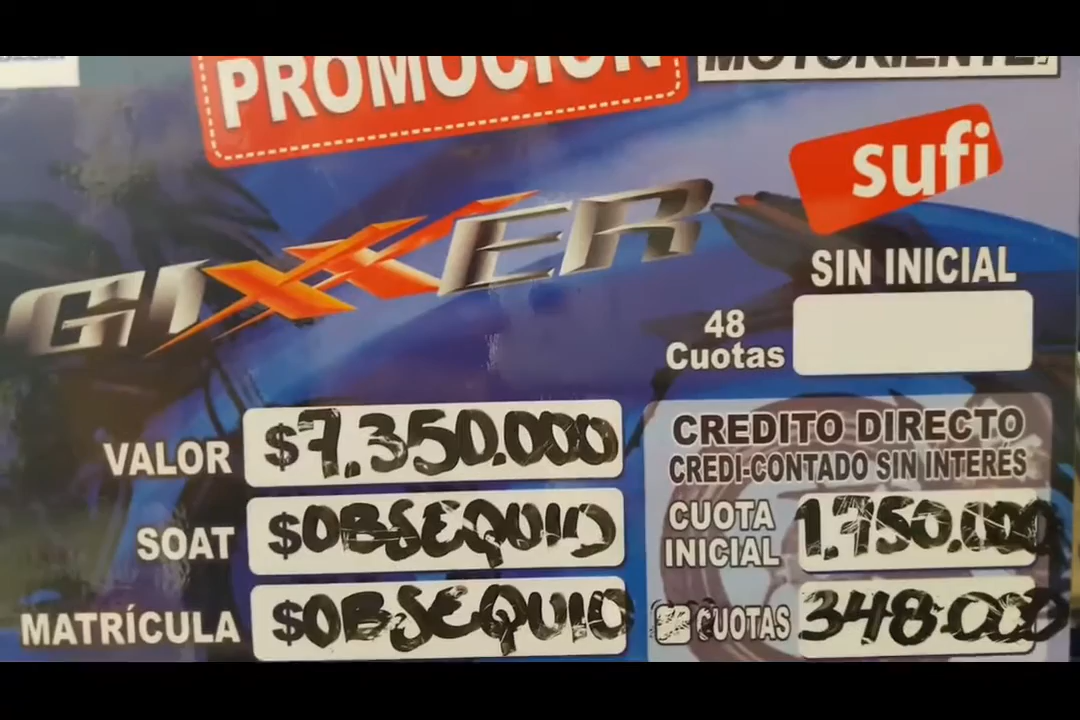 PROMOCIÓN
MOTORIENTE
sufi
GIXXER
SIN INICIAL
48
Cuotas
VALOR $7.350.000
SOAT $OBSEQUIO
MATRÍCULA $OBSEQUIO
CREDITO DIRECTO
CREDI-CONTADO SIN INTERÉS
CUOTA INICIAL 1.750.000
CUOTAS 348.000